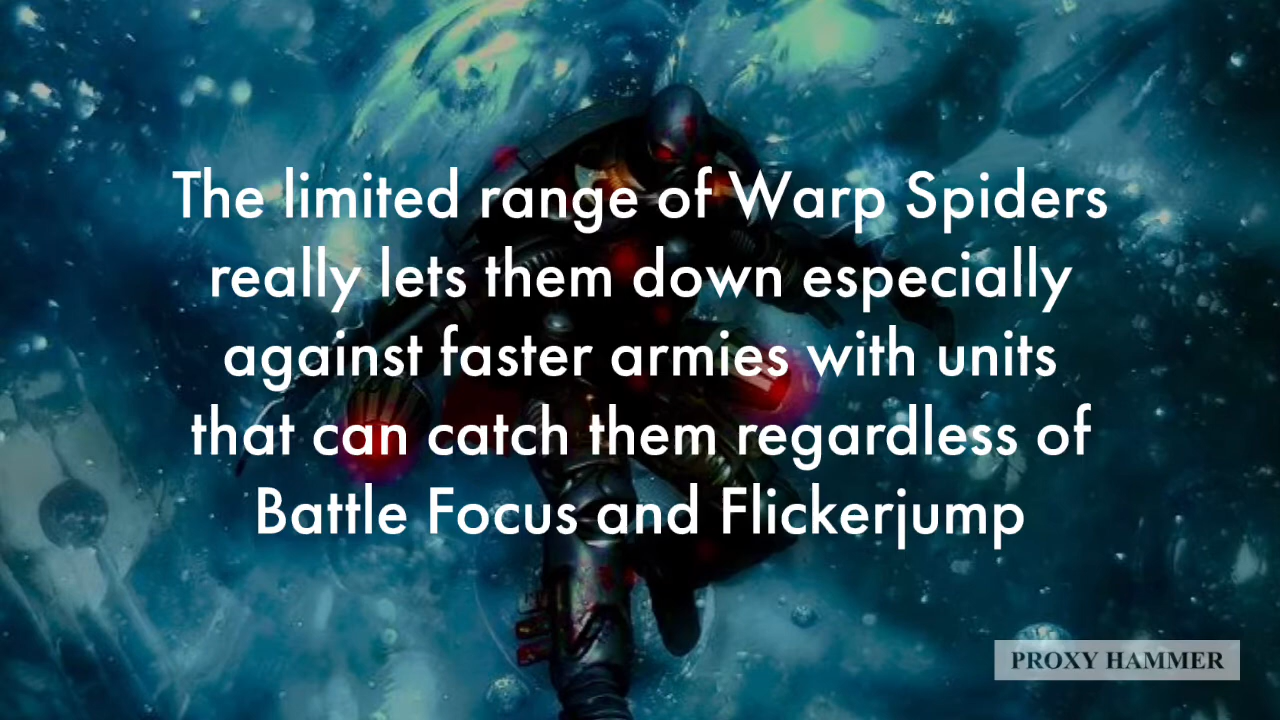 The limited range of Warp Spiders
really lets them down especially
against faster armies with units
that can catch them regardless of
Battle Focus and Flickerjump
PROXY HAMMER